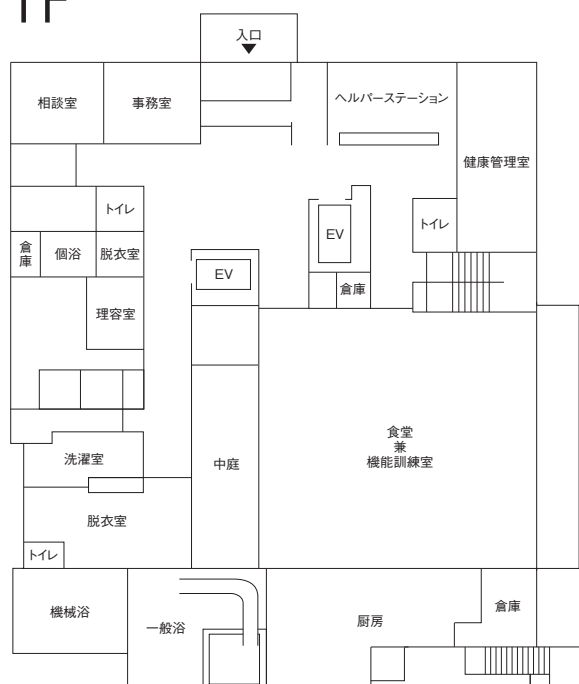 1F
入口
相談室
事務室
ヘルパーステーション
健康管理室
トイレ
トイレ
倉庫
個浴
脱衣室
EV
EV
倉庫
理容室
食堂
兼
機能訓練室
洗濯室
中庭
脱衣室
トイレ
機械浴
一般浴
厨房
倉庫